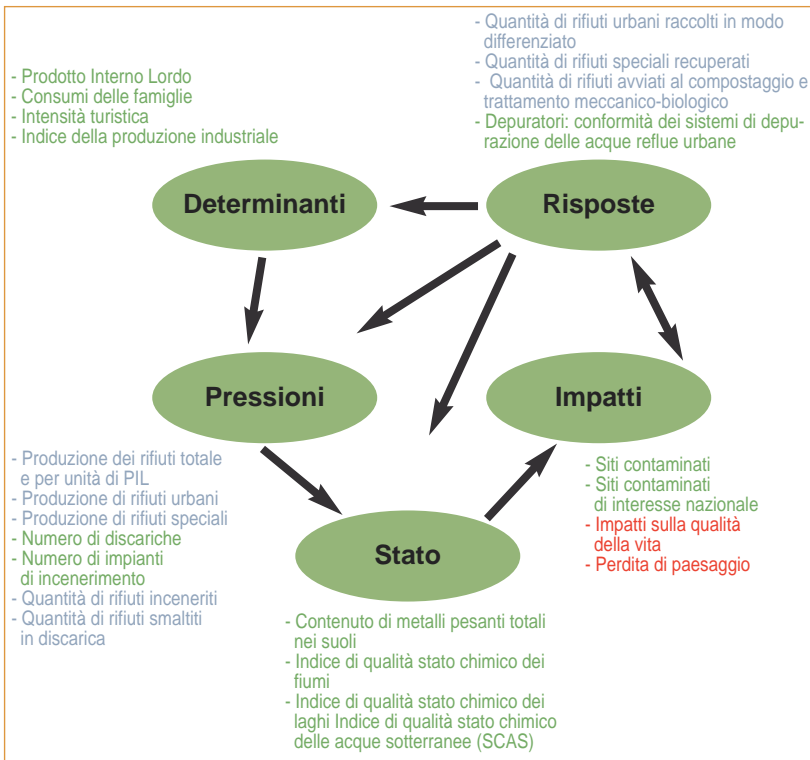 - Prodotto Interno Lordo
- Consumi delle famiglie
- Intensità turistica
- Indice della produzione industriale
- Quantità di rifiuti urbani raccolti in modo
differenziato
- Quantità di rifiuti speciali recuperati
- Quantità di rifiuti avviati al compostaggio e
trattamento meccanico-biologico
- Depuratori: conformità dei sistemi di depu-
razione delle acque reflue urbane
Determinanti
Risposte
Pressioni
Impatti
- Produzione dei rifiuti totale
e per unità di PIL
- Produzione di rifiuti urbani
- Produzione di rifiuti speciali
- Numero di discariche
- Numero di impianti
di incenerimento
- Quantità di rifiuti inceneriti
- Quantità di rifiuti smaltiti
in discarica
- Siti contaminati
- Siti contaminati
di interesse nazionale
- Impatti sulla qualità
della vita
- Perdita di paesaggio
Stato
- Contenuto di metalli pesanti totali
nei suoli
- Indice di qualità stato chimico dei
fiumi
- Indice di qualità stato chimico dei
laghi Indice di qualità stato chimico
delle acque sotterranee (SCAS)